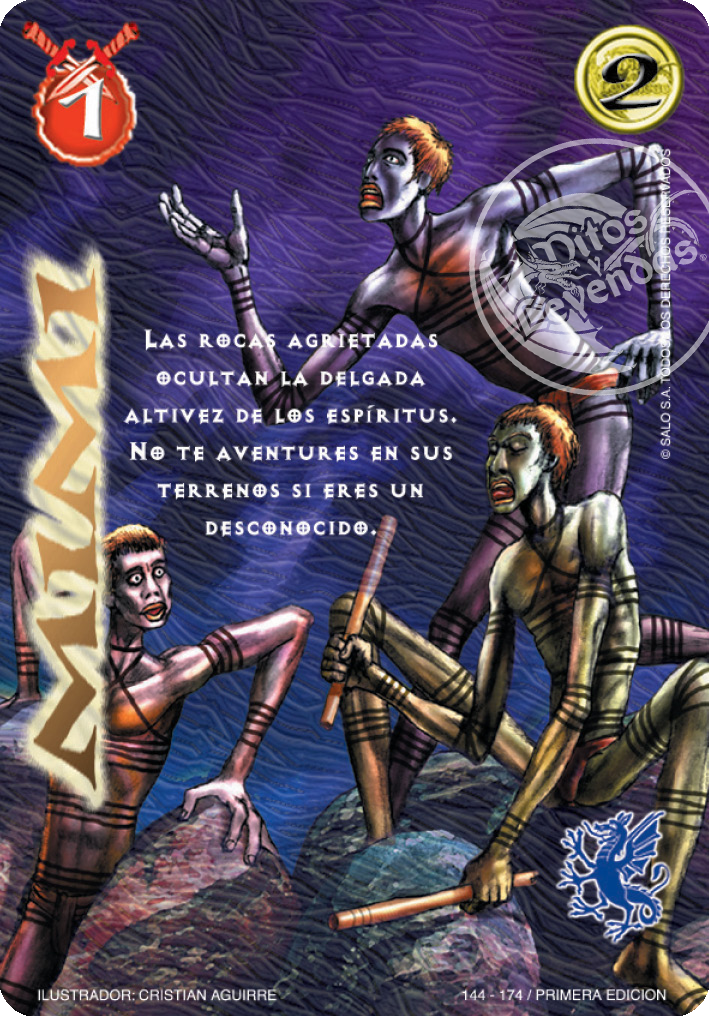 1
2
Mitos
y
Leyendas
®
© SALO S.A. TODOS LOS DERECHOS RESERVADOS
MIMI
LAS ROCAS AGRIETADAS
OCULTAN LA DELGADA
ALTIVEZ DE LOS ESPÍRITUS.
NO TE AVENTURES EN SUS
TERRENOS SI ERES UN
DESCONOCIDO.
ILUSTRADOR: CRISTIAN AGUIRRE
144 - 174 / PRIMERA EDICION